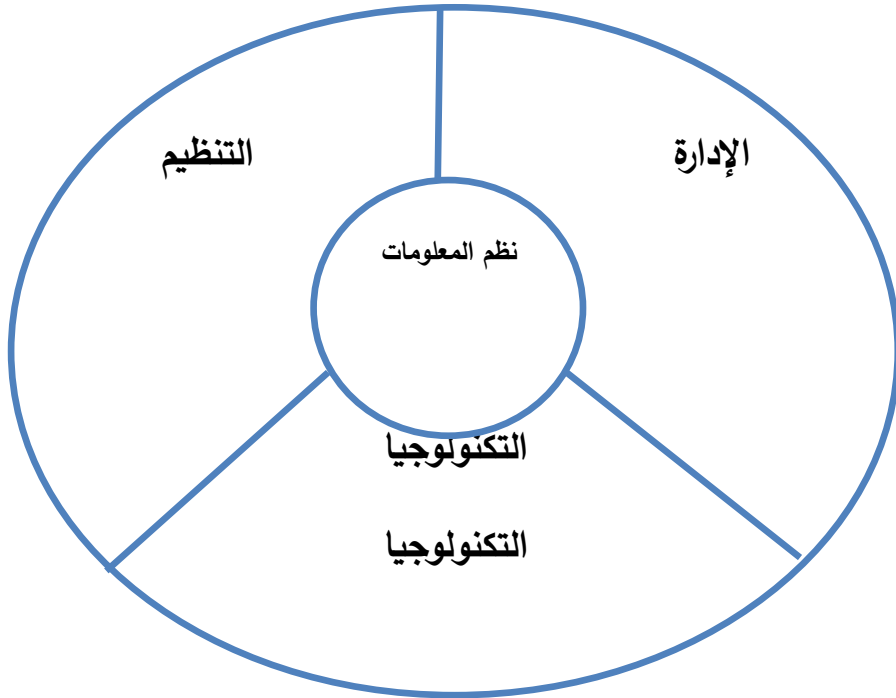 الإدارة
التنظيم
نظم المعلومات
التكنولوجيا
التكنولوجيا